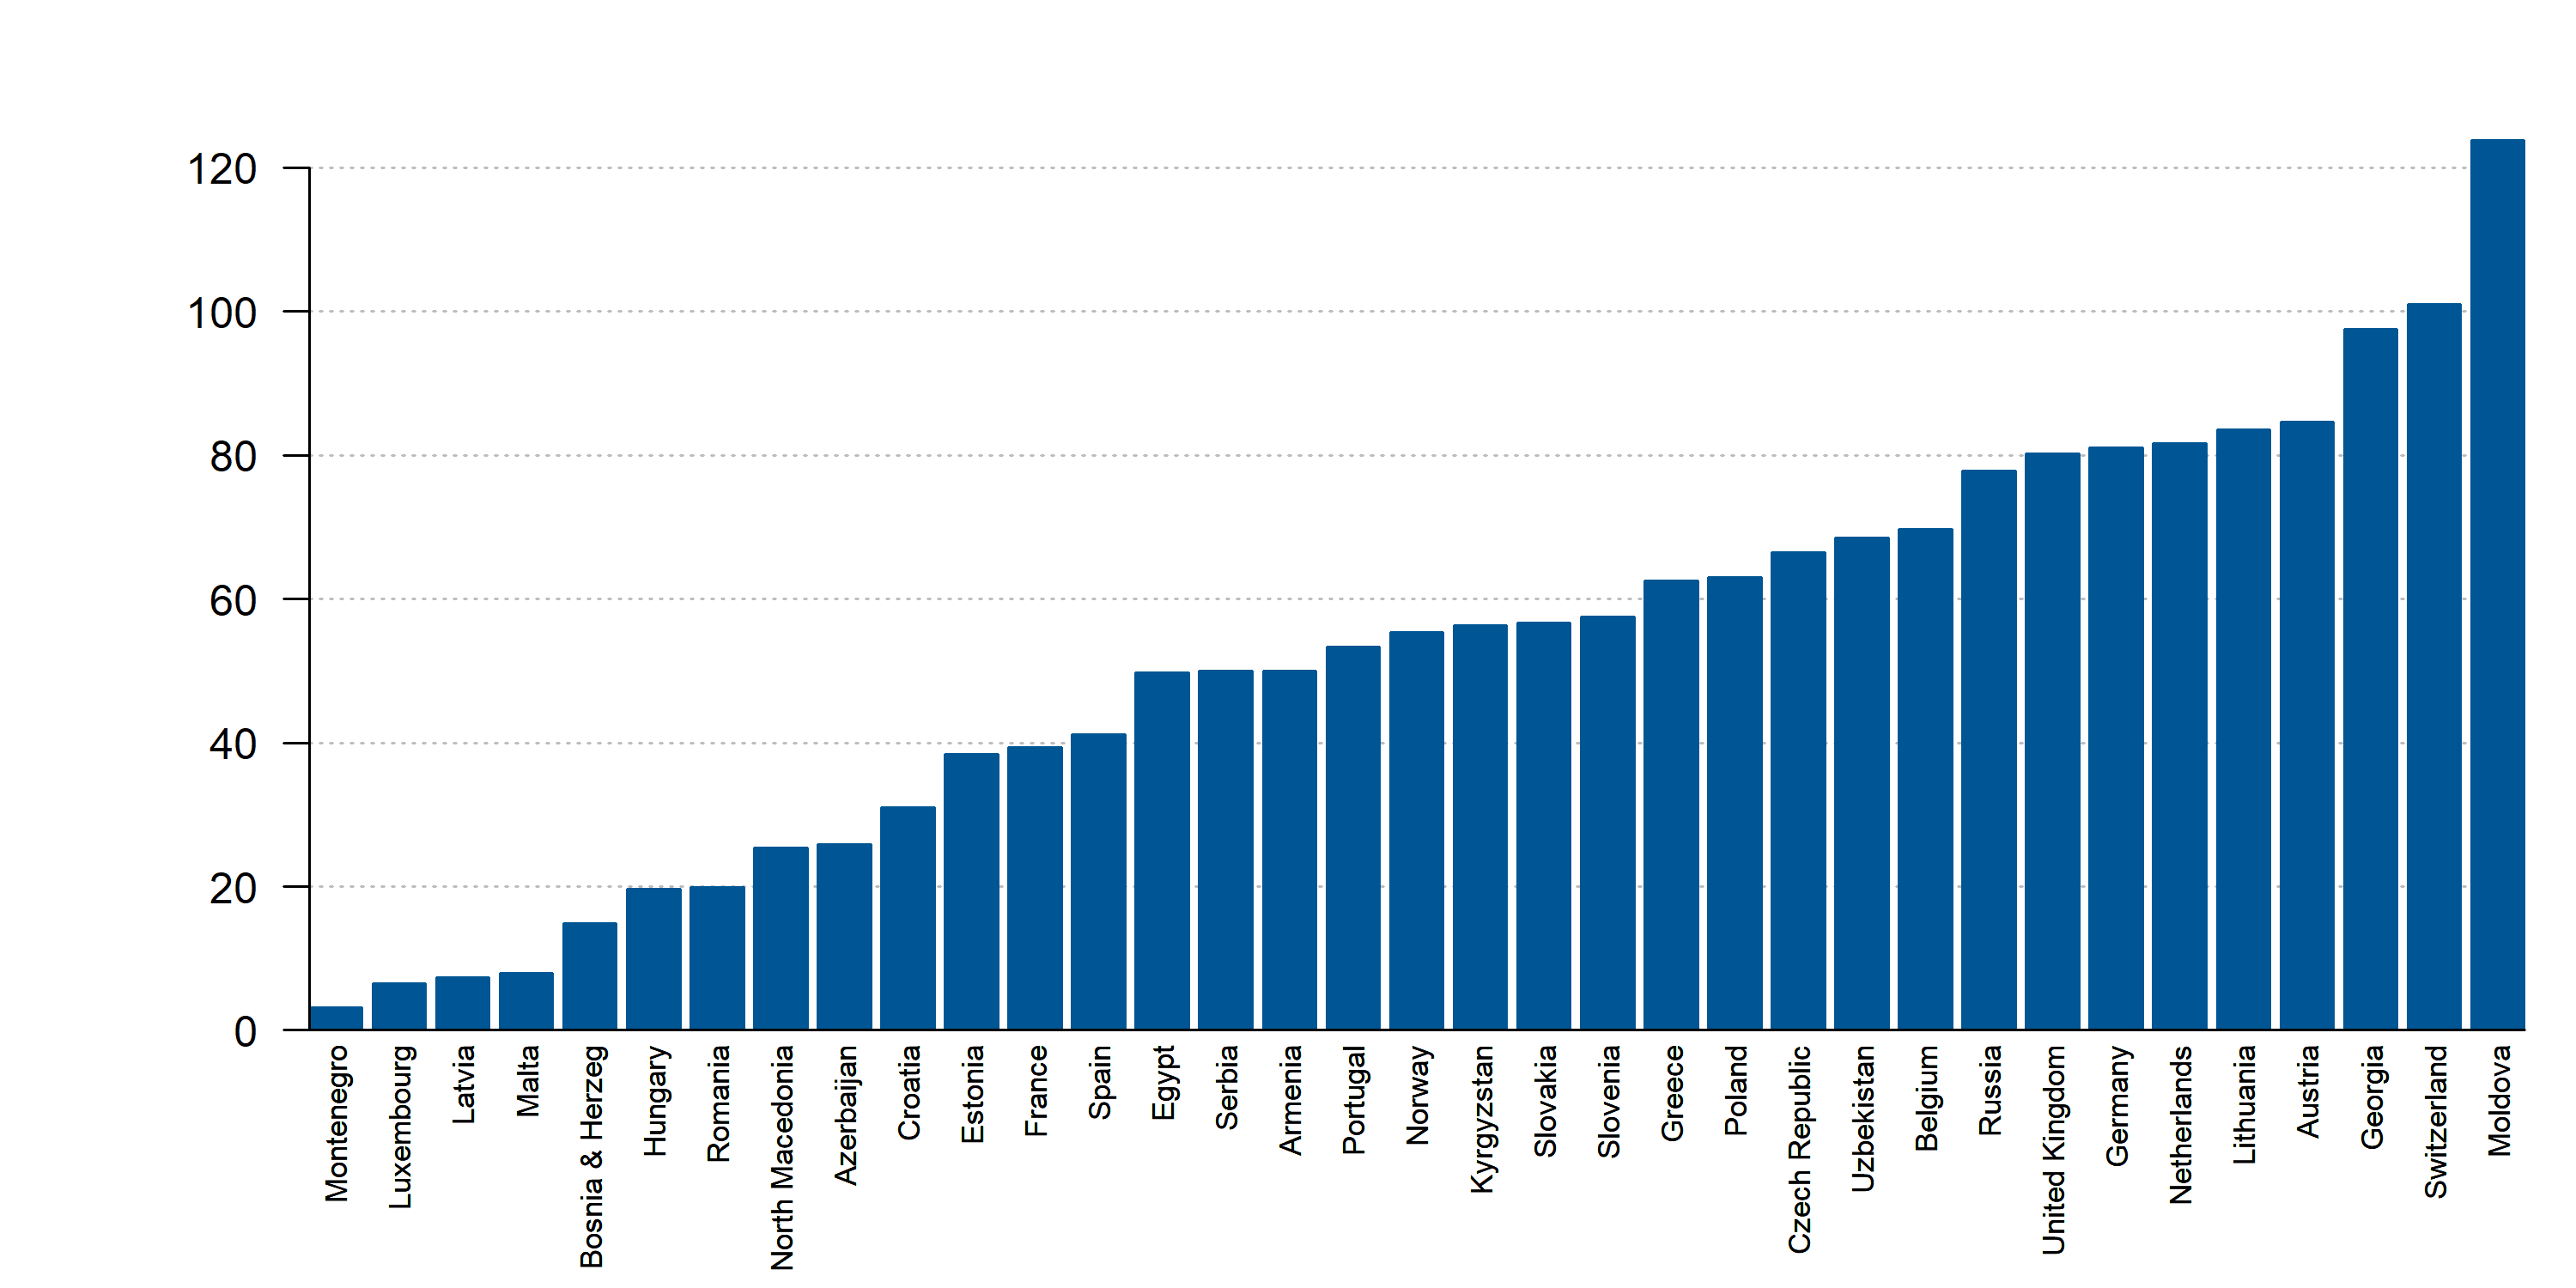 120
100
80
60
40
20
0
Montenegro
Luxembourg
Latvia
Malta
Bosnia & Herzeg
Hungary
Romania
North Macedonia
Azerbaijan
Croatia
Estonia
France
Spain
Egypt
Serbia
Armenia
Portugal
Norway
Kyrgyzstan
Slovakia
Slovenia
Greece
Poland
Czech Republic
Uzbekistan
Belgium
Russia
United Kingdom
Germany
Netherlands
Lithuania
Austria
Georgia
Switzerland
Moldova